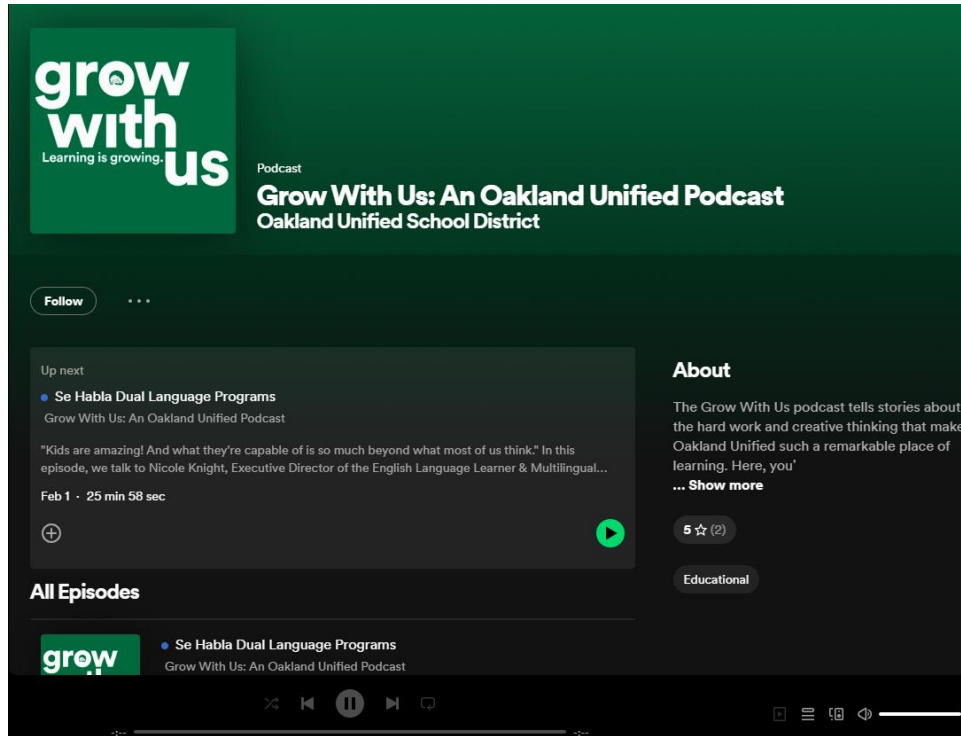 grow
with
Learning is growing.
us
Podcast
Grow With Us: An Oakland Unified Podcast
Oakland Unified School District
Follow
Up next
Se Habla Dual Language Programs
Grow With Us: An Oakland Unified Podcast
"Kids are amazing! And what they're capable of is so much beyond what most of us think." In this
episode, we talk to Nicole Knight, Executive Director of the English Language Learner & Multilingual...
Feb 1 · 25 min 58 sec
All Episodes
grow
Se Habla Dual Language Programs
Grow With Us: An Oakland Unified Podcast
About
The Grow With Us podcast tells stories about
the hard work and creative thinking that make
Oakland Unified such a remarkable place of
learning. Here, you'
... Show more
5 ☆ (2)
Educational
-:--
-:--